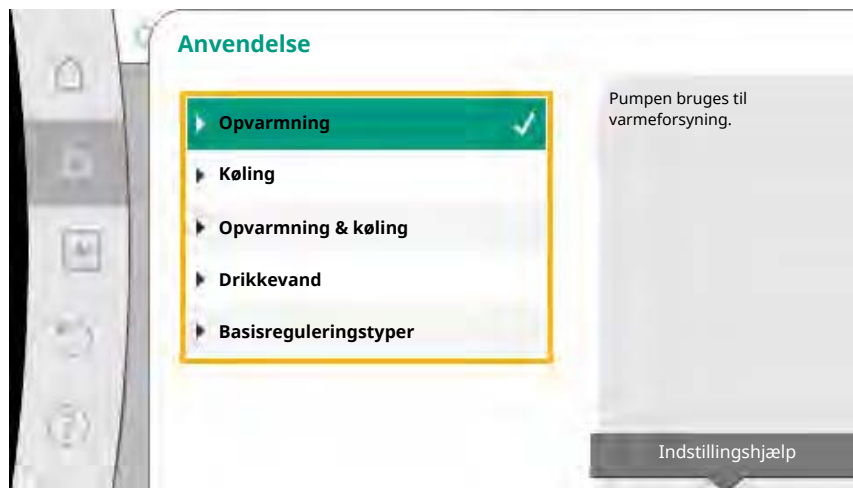 Anvendelse
Opvarmning
Køling
Opvarmning & køling
Drikkevand
Basisreguleringstyper
Pumpen bruges til
varmeforsyning.
Indstillingshjælp